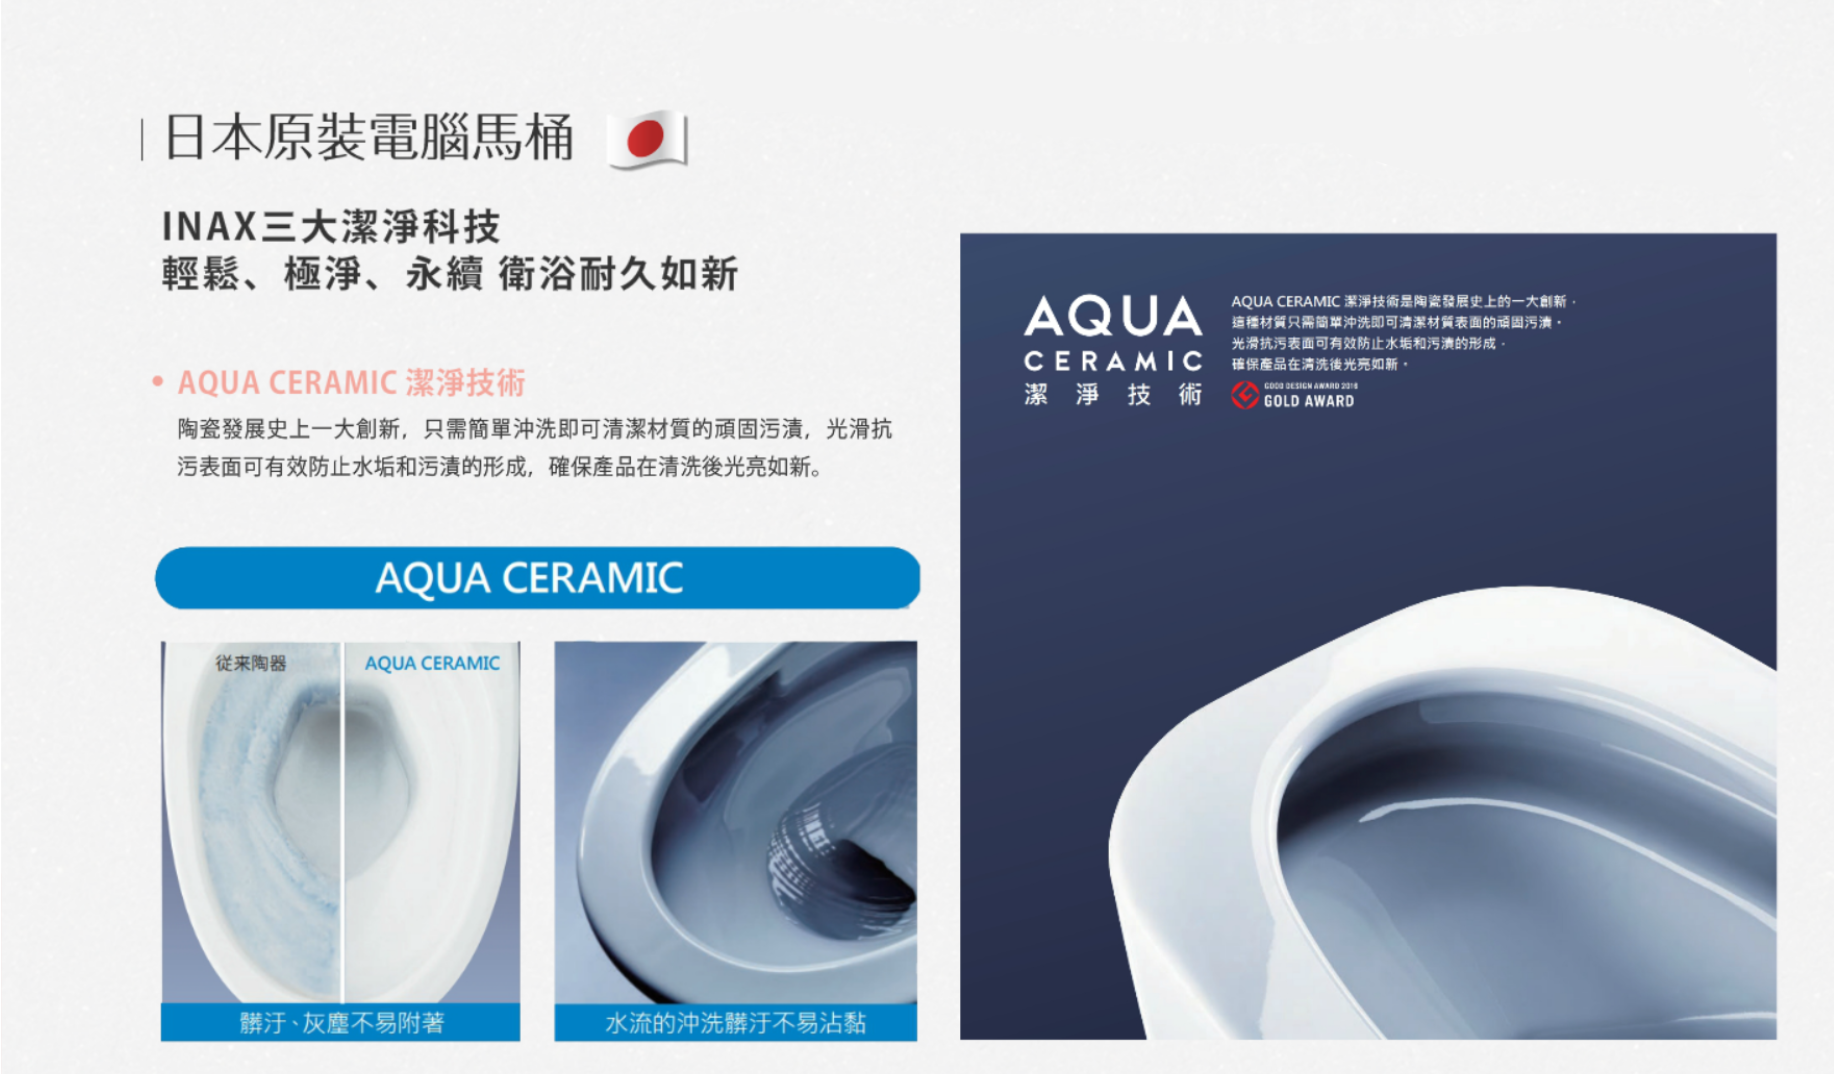 日本原裝電腦馬桶
INAX三大潔淨科技
輕鬆、極淨、永續 衛浴耐久如新
• AQUA CERAMIC 潔淨技術
陶瓷發展史上一大創新，只需簡單沖洗即可清潔材質的頑固污漬，光滑抗
污表面可有效防止水垢和污漬的形成，確保產品在清洗後光亮如新。
AQUA CERAMIC
従来陶器
AQUA CERAMIC
髒汙、灰塵不易附著
水流的沖洗髒汙不易沾黏
AQUA
CERAMIC
潔淨技術
AQUA CERAMIC 潔淨技術是陶瓷發展史上的一大創新，
這種材質只需簡單沖洗即可清潔材質表面的頑固污漬。
光滑抗污表面可有效防止水垢和污漬的形成，
確保產品在清洗後光亮如新。
GOOD DESIGN AWARD 2016
GOLD AWARD